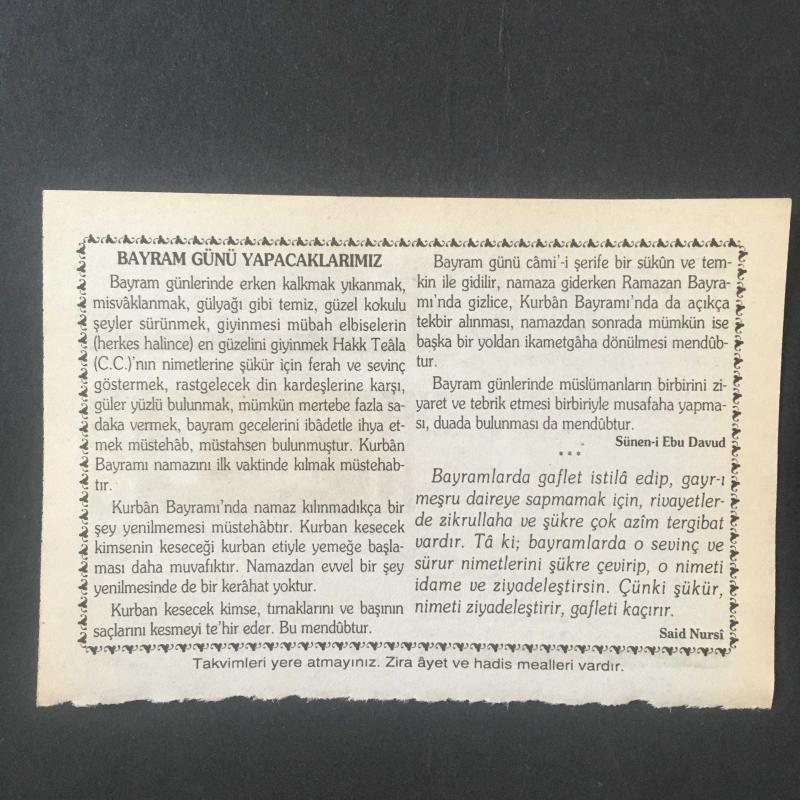 BAYRAM GÜNÜ YAPACAKLARIMIZ
Bayram günlerinde erken kalkmak yıkanmak,
misvâklanmak, gülyağı gibi temiz, güzel kokulu
şeyler sürünmek, giyinmesi mübah elbiselerin
(herkes halince) en güzelini giyinmek Hakk Teâla
(C.C.)'nın nimetlerine şükür için ferah ve sevinç
göstermek, rastgelecek din kardeşlerine karşı,
güler yüzlü bulunmak, mümkün mertebe fazla sa-
daka vermek, bayram gecelerini ibâdetle ihya et-
mek müstehâb, müstahsen bulunmuştur. Kurbân
Bayramı namazını ilk vaktinde kılmak müstehab-
tır.
Kurbân Bayramı'nda namaz kılınmadıkça bir
şey yenilmemesi müstehâbtır. Kurban kesecek
kimsenin keseceği kurban etiyle yemeğe başla-
ması daha muvafıktır. Namazdan evvel bir şey
yenilmesinde de bir kerâhat yoktur.
Kurban kesecek kimse, tırnaklarını ve başının
saçlarını kesmeyi te'hir eder. Bu mendûbtur.
Bayram günü câmi'-i şerife bir sükûn ve tem-
kin ile gidilir, namaza giderken Ramazan Bayra-
mı'nda gizlice, Kurbân Bayramı'nda da açıkça
tekbir alınması, namazdan sonrada mümkün ise
başka bir yoldan ikametgâha dönülmesi mendûb-
tur.
Bayram günlerinde müslümanların birbirini zi-
yaret ve tebrik etmesi birbiriyle musafaha yapma-
sı, duada bulunması da mendûbtur.
Sünen-i Ebu Davud
***
Bayramlarda gaflet istilâ edip, gayr-ı
meşru daireye sapmamak için, rivayetler-
de zikrullaha ve şükre çok azîm tergibat
vardır. Tâ ki; bayramlarda o sevinç ve
sürur nimetlerini şükre çevirip, o nimeti
idame ve ziyadeleştirsin. Çünki şükür,
nimeti ziyadeleştirir, gafleti kaçırır.
Said Nursî
Takvimleri yere atmayınız. Zira âyet ve hadis mealleri vardır.